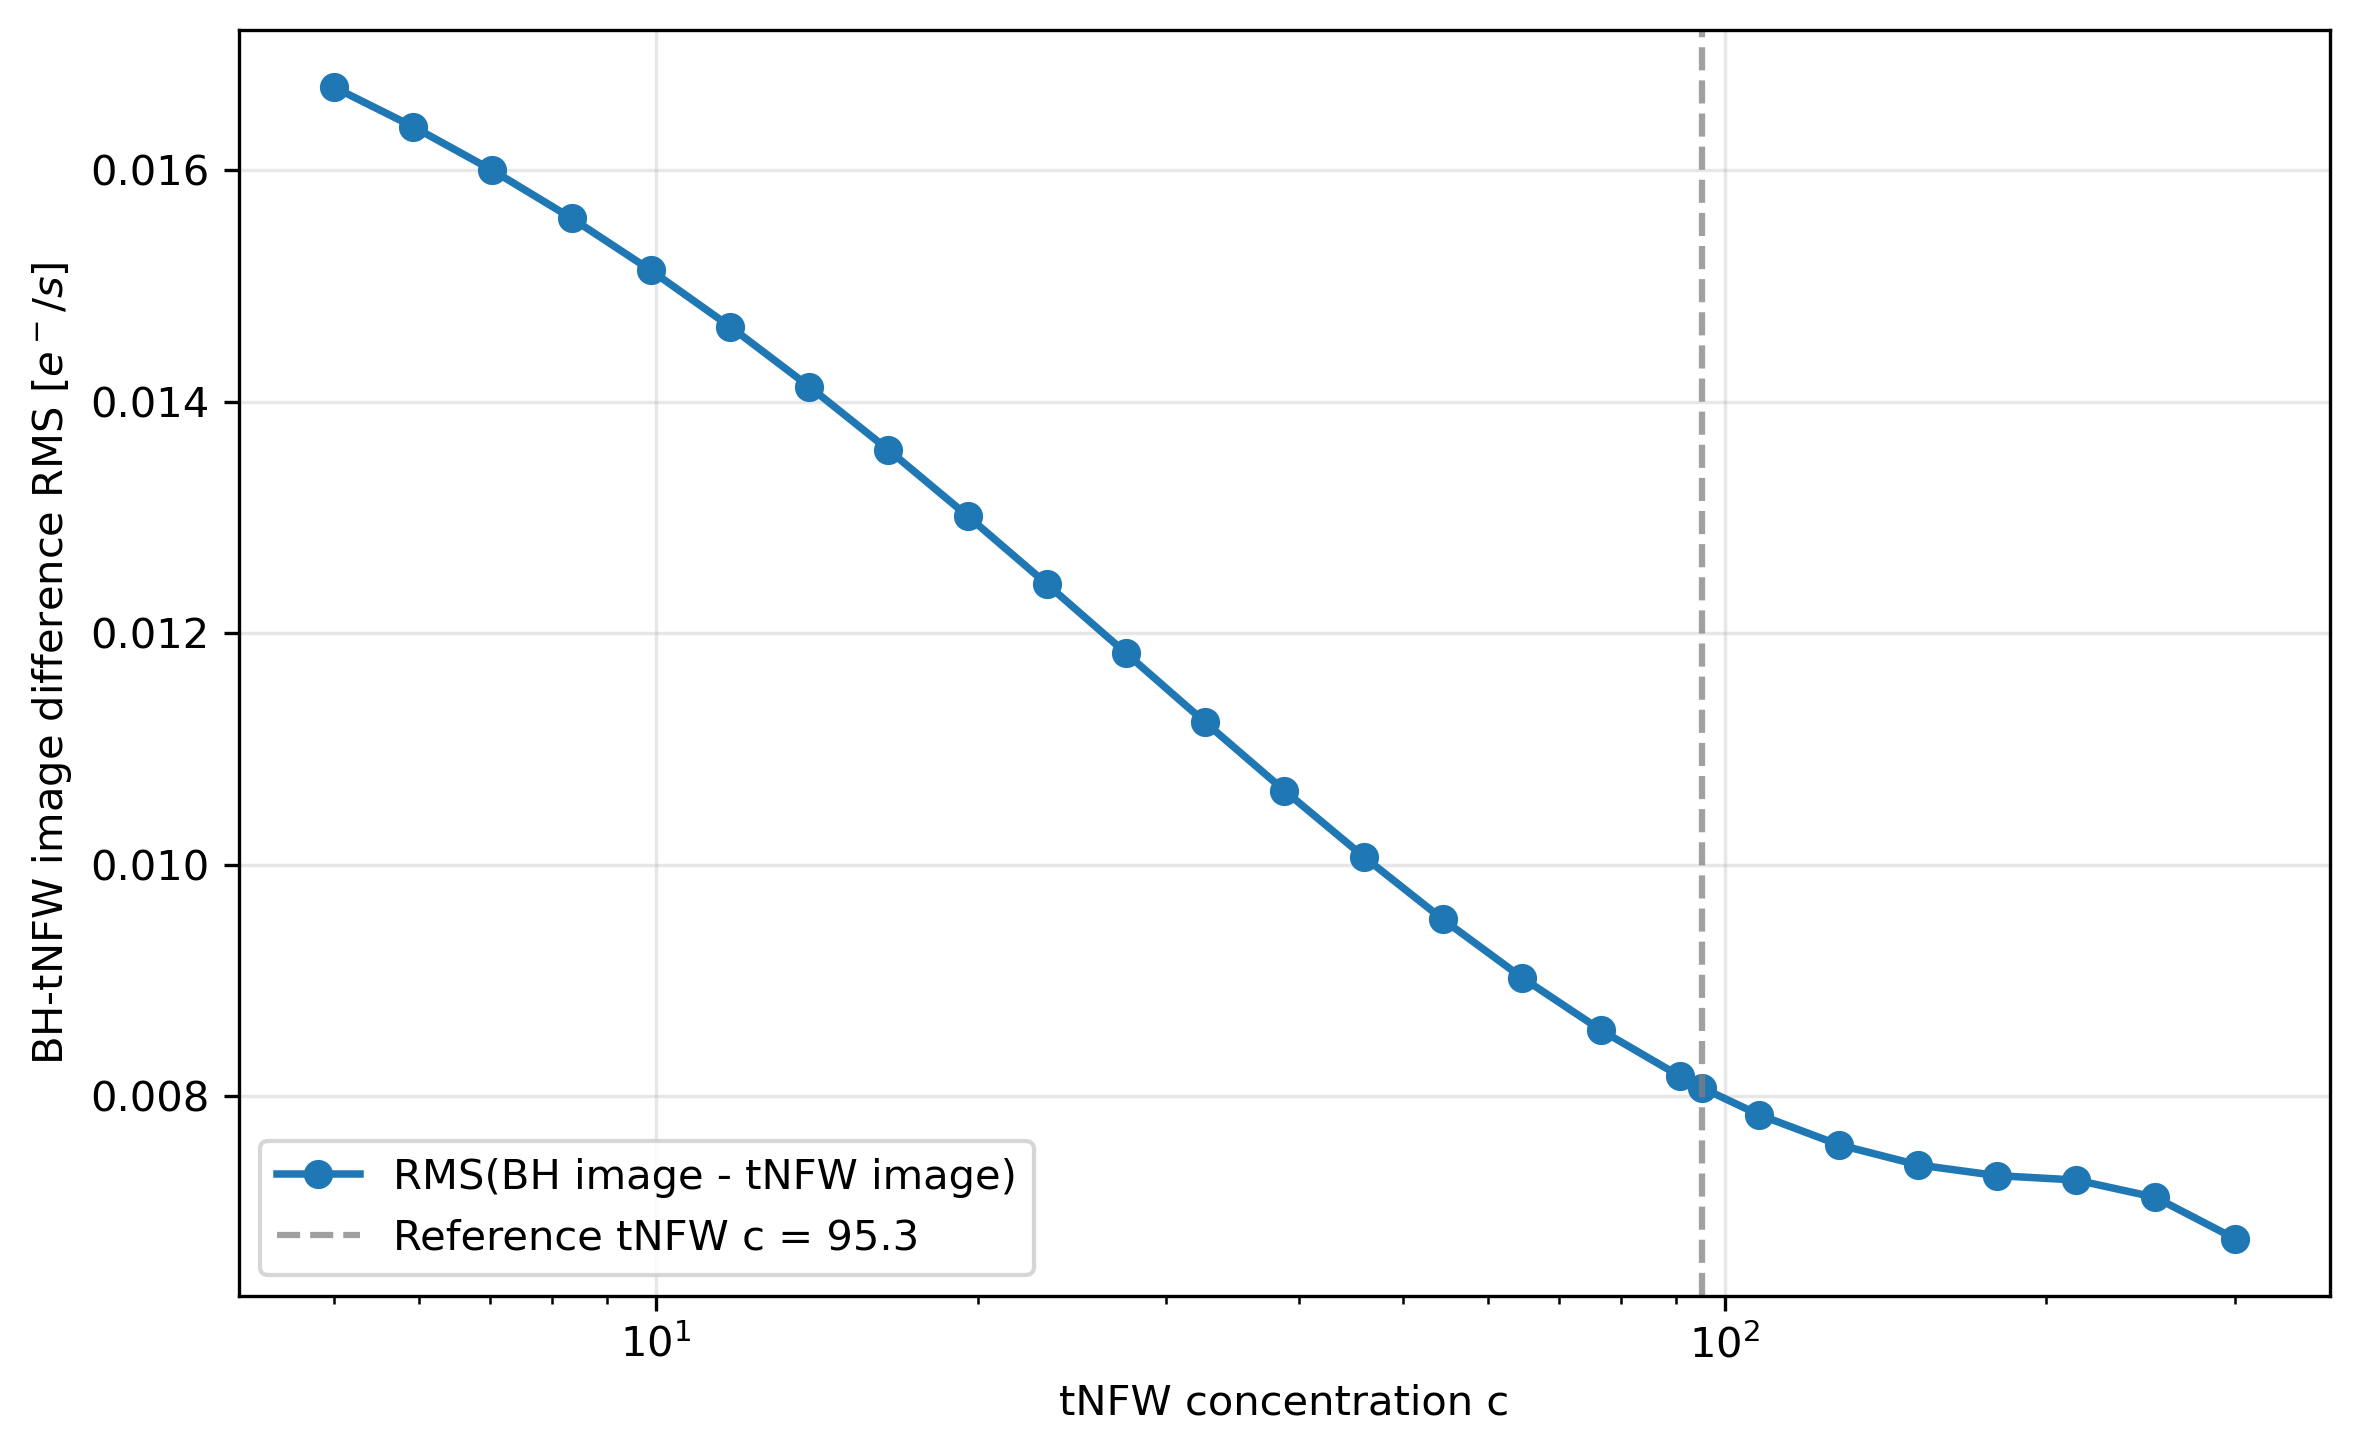 BH-tNFW image difference RMS [e⁻/s]
0.016
0.014
0.012
0.010
0.008
RMS(BH image - tNFW image)
Reference tNFW c = 95.3
10¹
10²
tNFW concentration c